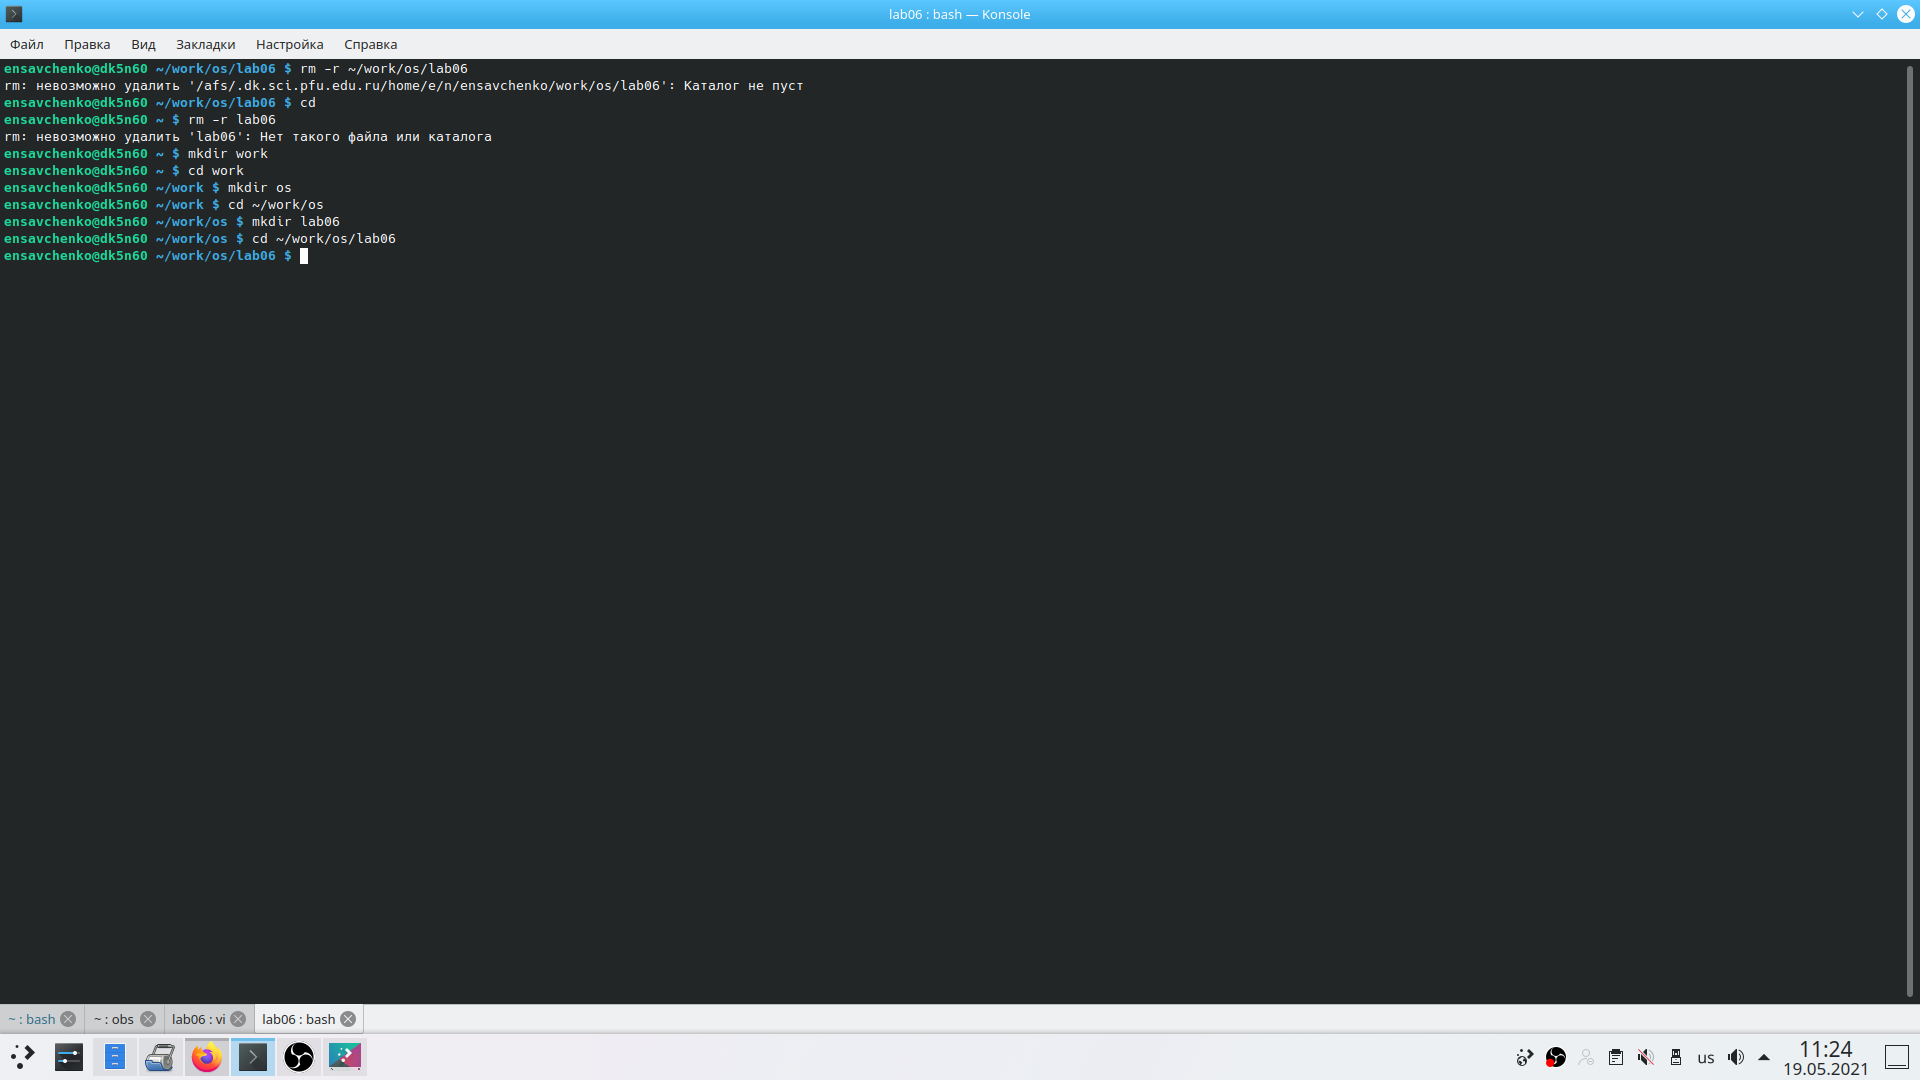 lab06 : bash — Konsole
Файл Правка Вид Закладки Настройка Справка
ensavchenko@dk5n60 ~/work/os/lab06 $ rm -r ~/work/os/lab06
rm: невозможно удалить '/afs/.dk.sci.pfu.edu.ru/home/e/n/ensavchenko/work/os/lab06': Каталог не пуст
ensavchenko@dk5n60 ~/work/os/lab06 $ cd
ensavchenko@dk5n60 ~ $ rm -r lab06
rm: невозможно удалить 'lab06': Нет такого файла или каталога
ensavchenko@dk5n60 ~ $ mkdir work
ensavchenko@dk5n60 ~ $ cd work
ensavchenko@dk5n60 ~/work $ mkdir os
ensavchenko@dk5n60 ~/work $ cd ~/work/os
ensavchenko@dk5n60 ~/work/os $ mkdir lab06
ensavchenko@dk5n60 ~/work/os $ cd ~/work/os/lab06
ensavchenko@dk5n60 ~/work/os/lab06 $
~ : bash ~ : obs lab06 : vi lab06 : bash
us 11:24
19.05.2021